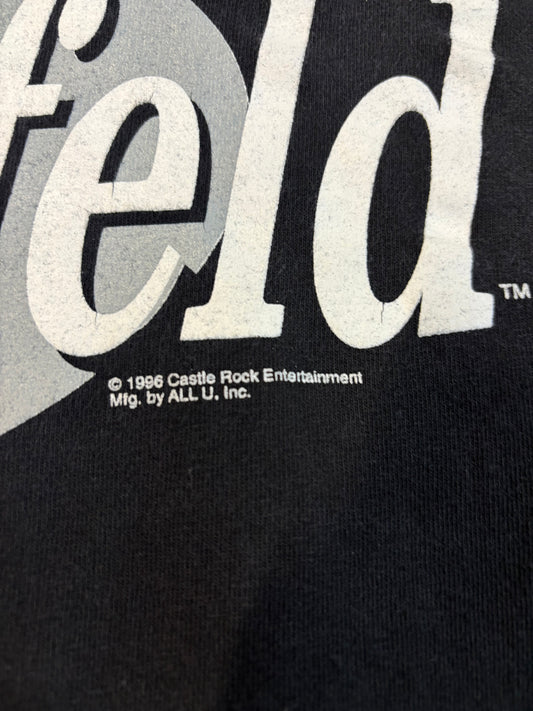 feld TM
© 1996 Castle Rock Entertainment
Mfg. by ALL U, Inc.